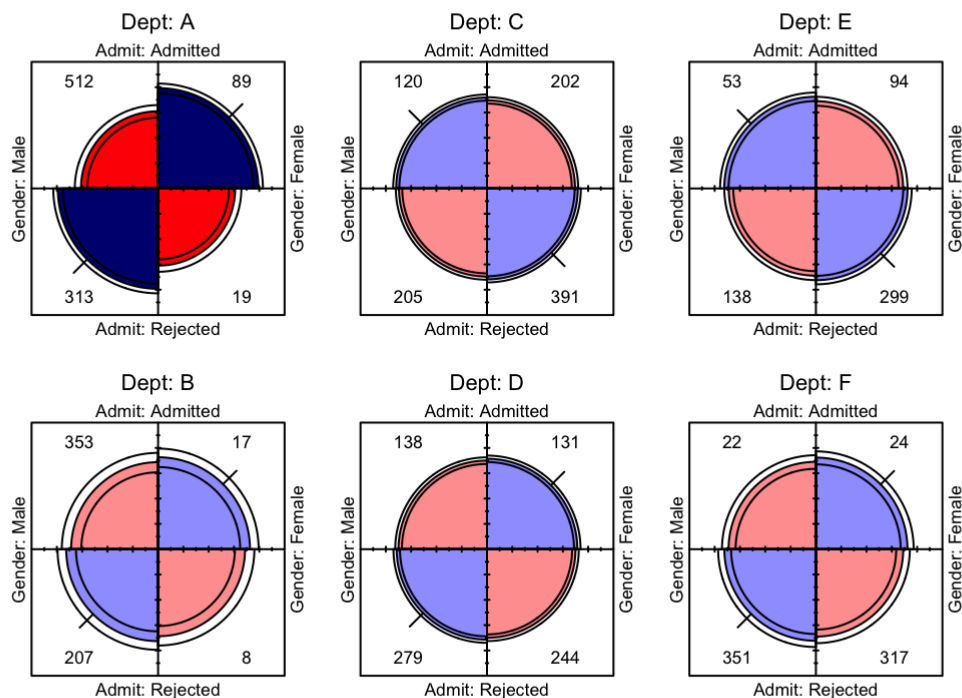 Dept: A
Admit: Admitted
512 89
Gender: Male
Gender: Female
313 19
Admit: Rejected
Dept: C
Admit: Admitted
120 202
Gender: Male
Gender: Female
205 391
Admit: Rejected
Dept: E
Admit: Admitted
53 94
Gender: Male
Gender: Female
138 299
Admit: Rejected
Dept: B
Admit: Admitted
353 17
Gender: Male
Gender: Female
207 8
Admit: Rejected
Dept: D
Admit: Admitted
138 131
Gender: Male
Gender: Female
279 244
Admit: Rejected
Dept: F
Admit: Admitted
22 24
Gender: Male
Gender: Female
351 317
Admit: Rejected